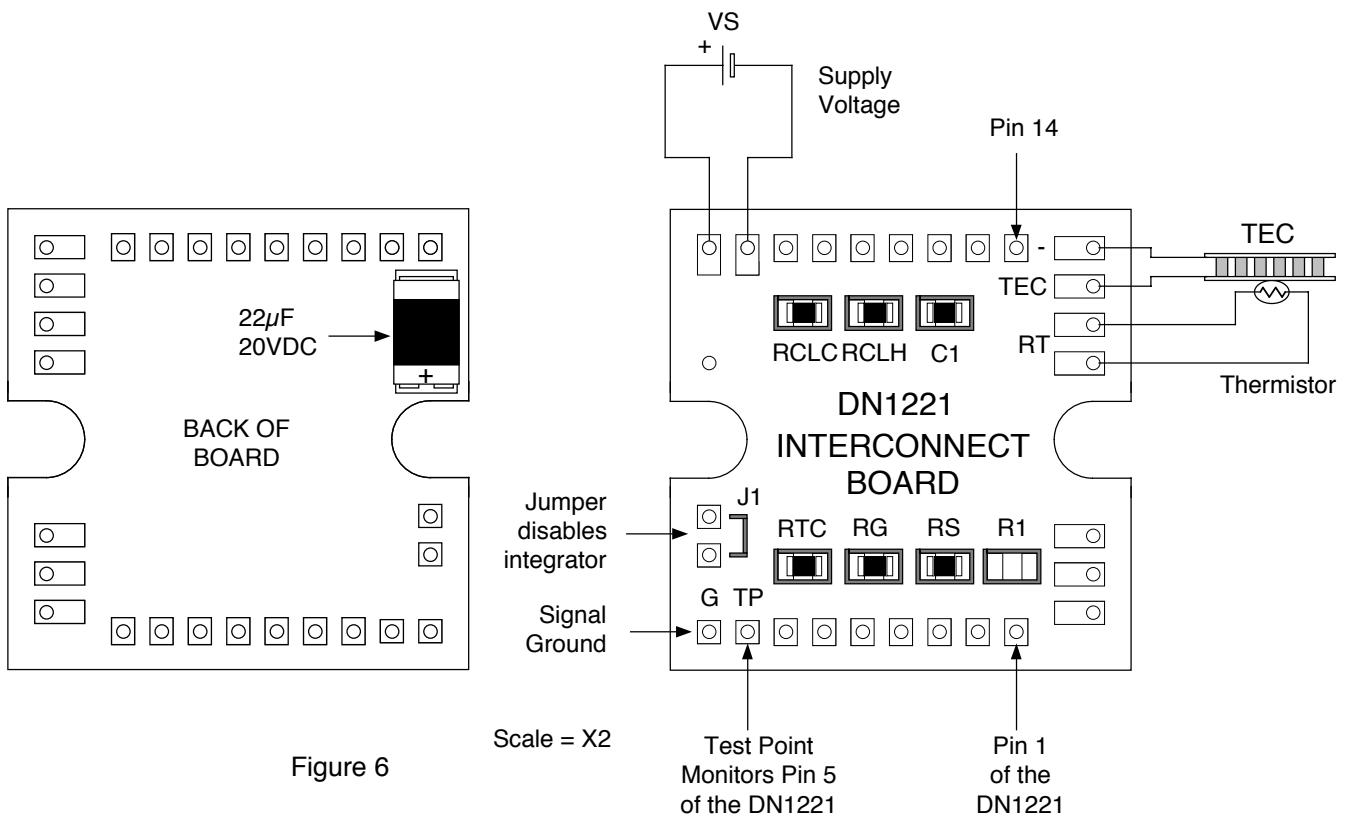 VS
+
Supply
Voltage
Pin 14
-
TEC
TEC
RT
Thermistor
22µF
20VDC
+
BACK OF
BOARD
RCLC RCLH C1
DN1221
INTERCONNECT
BOARD
Jumper
disables
integrator
J1
RTC RG RS R1
G TP
Signal
Ground
Scale = X2
Test Point
Monitors Pin 5
of the DN1221
Pin 1
of the
DN1221
Figure 6